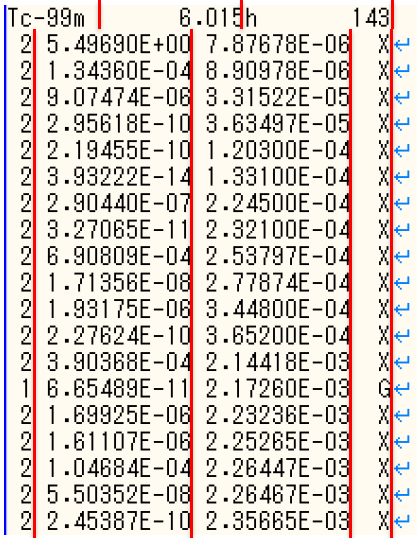 Tc-99m 6.015h 143
2 5.49690E+00 7.87678E-06 X
2 1.34360E-04 8.90978E-06 X
2 9.07474E-06 3.31522E-05 X
2 2.95618E-10 3.63497E-05 X
2 2.19455E-10 1.20300E-04 X
2 3.93222E-14 1.33100E-04 X
2 2.90440E-07 2.24500E-04 X
2 3.27065E-11 2.32100E-04 X
2 6.90809E-04 2.53797E-04 X
2 1.71356E-08 2.77874E-04 X
2 1.93175E-06 3.44800E-04 X
2 2.27624E-10 3.65200E-04 X
2 3.90368E-04 2.14418E-03 X
1 6.65489E-11 2.17260E-03 G
2 1.69925E-06 2.23236E-03 X
2 1.61107E-06 2.25265E-03 X
2 1.04684E-04 2.26447E-03 X
2 5.50352E-08 2.26467E-03 X
2 2.45387E-10 2.35665E-03 X